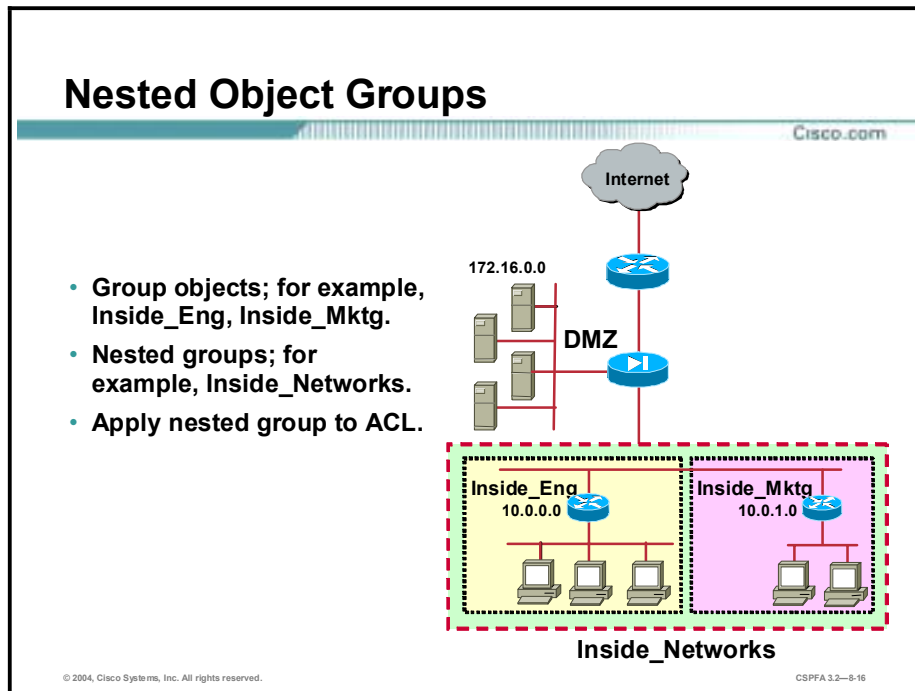 Nested Object Groups
Cisco.com
• Group objects; for example,
Inside_Eng, Inside_Mktg.
• Nested groups; for
example, Inside_Networks.
• Apply nested group to ACL.
Internet
172.16.0.0
DMZ
Inside_Eng
10.0.0.0
Inside_Mktg
10.0.1.0
Inside_Networks
© 2004, Cisco Systems, Inc. All rights reserved.
CSPFA 3.2—8-16